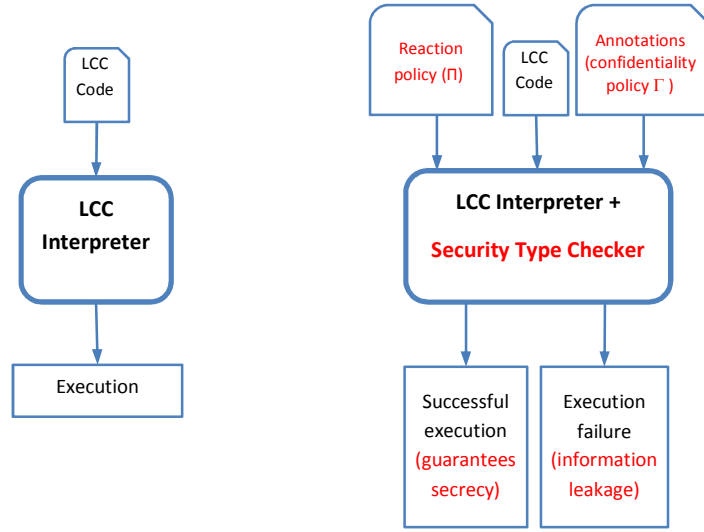 LCC
Code
LCC
Interpreter
Execution
Reaction
policy (Π)
LCC
Code
Annotations
(confidentiality
policy Γ )
LCC Interpreter +
Security Type Checker
Successful
execution
(guarantees
secrecy)
Execution
failure
(information
leakage)